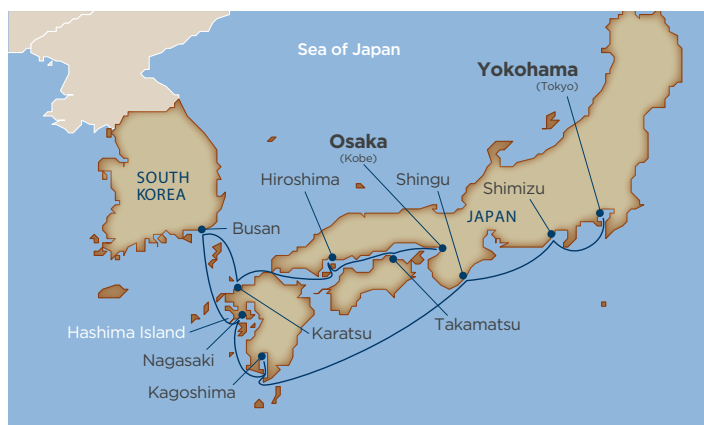 Sea of Japan
Yokohama
(Tokyo)
Osaka
(Kobe)
Hiroshima
Shingu
SOUTH
KOREA
Shimizu
JAPAN
Busan
Takamatsu
Hashima Island
Karatsu
Nagasaki
Kagoshima